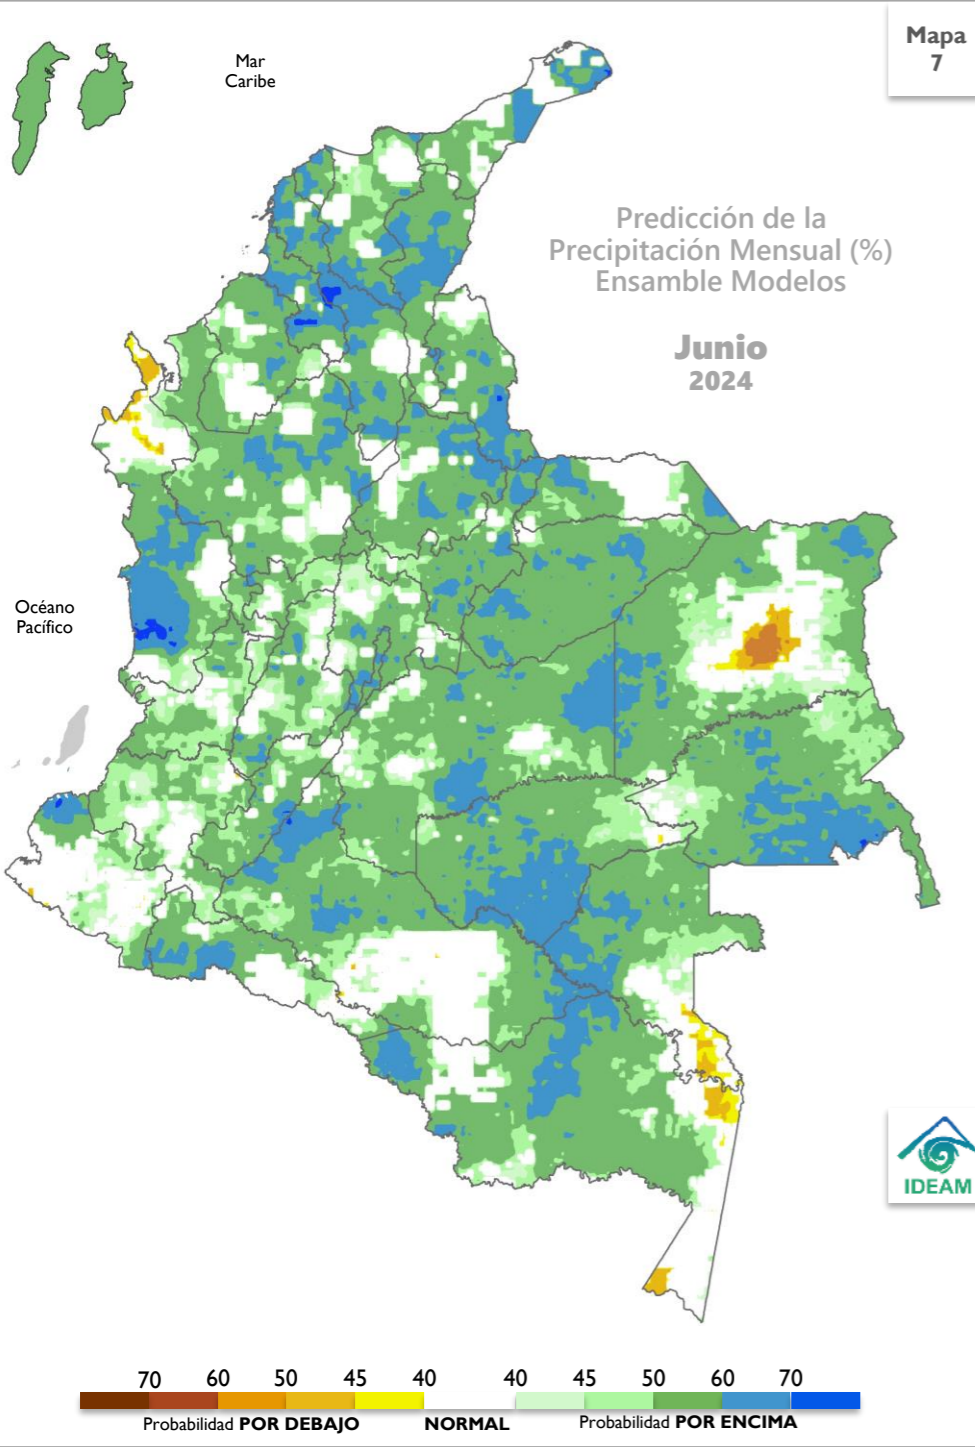 Mapa
7
Mar
Caribe
Predicción de la
Precipitación Mensual (%)
Ensamble Modelos
Junio
2024
Océano
Pacífico
IDEAM
70 60 50 45 40 40 45 50 60 70
Probabilidad POR DEBAJO NORMAL Probabilidad POR ENCIMA